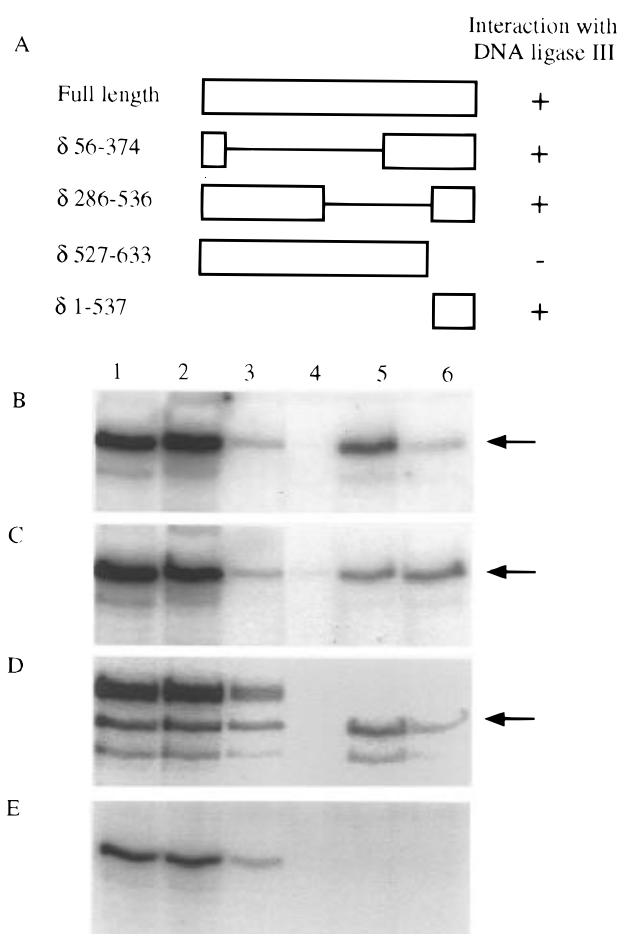 A
Interaction with
DNA ligase III
Full length +
δ 56-374 +
δ 286-536 +
δ 527-633 -
δ 1-537 +
1 2 3 4 5 6
B
C
D
E